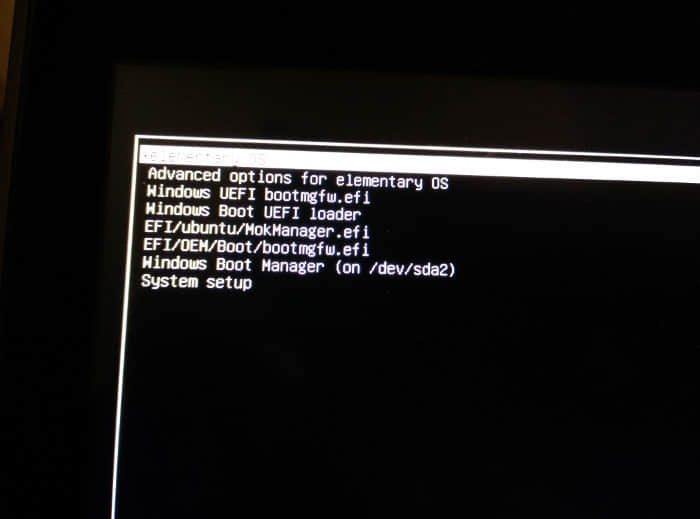 *elementary OS
Advanced options for elementary OS
Windows UEFI bootmgfw.efi
Windows Boot UEFI loader
EFI/ubuntu/MokManager.efi
EFI/OEM/Boot/bootmgfw.efi
Windows Boot Manager (on /dev/sda2)
System setup